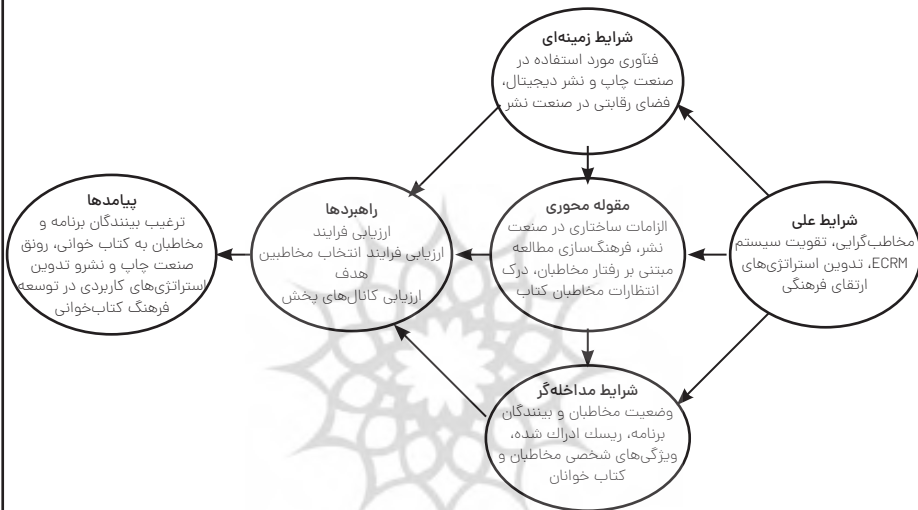 شرایط زمینه‌ای
فنآوری مورد استفاده در
صنعت چاپ و نشر دیجیتال،
فضای رقابتی در صنعت نشر
شرایط علی
مخاطب‌گرایی، تقویت سیستم
ECRM، تدوین استراتژی‌های
ارتقای فرهنگی
مقوله محوری
الزامات ساختاری در صنعت
نشر، فرهنگ‌سازی مطالعه
مبتنی بر رفتار مخاطبان، درک
انتظارات مخاطبان کتاب
راهبردها
ارزیابی فرایند
ارزیابی فرایند انتخاب مخاطبین
هدف
ارزیابی کانال‌های پخش
پیامدها
ترغیب بینندگان برنامه و
مخاطبان به کتاب خوانی، رونق
صنعت چاپ و نشرو تدوین
استراتژی‌های کاربردی در توسعه
فرهنگ کتاب‌خوانی
شرایط مداخله‌گر
وضعیت مخاطبان و بینندگان
برنامه، ریسك ادراك شده،
ویژگی‌های شخصی مخاطبان و
کتاب خوانان